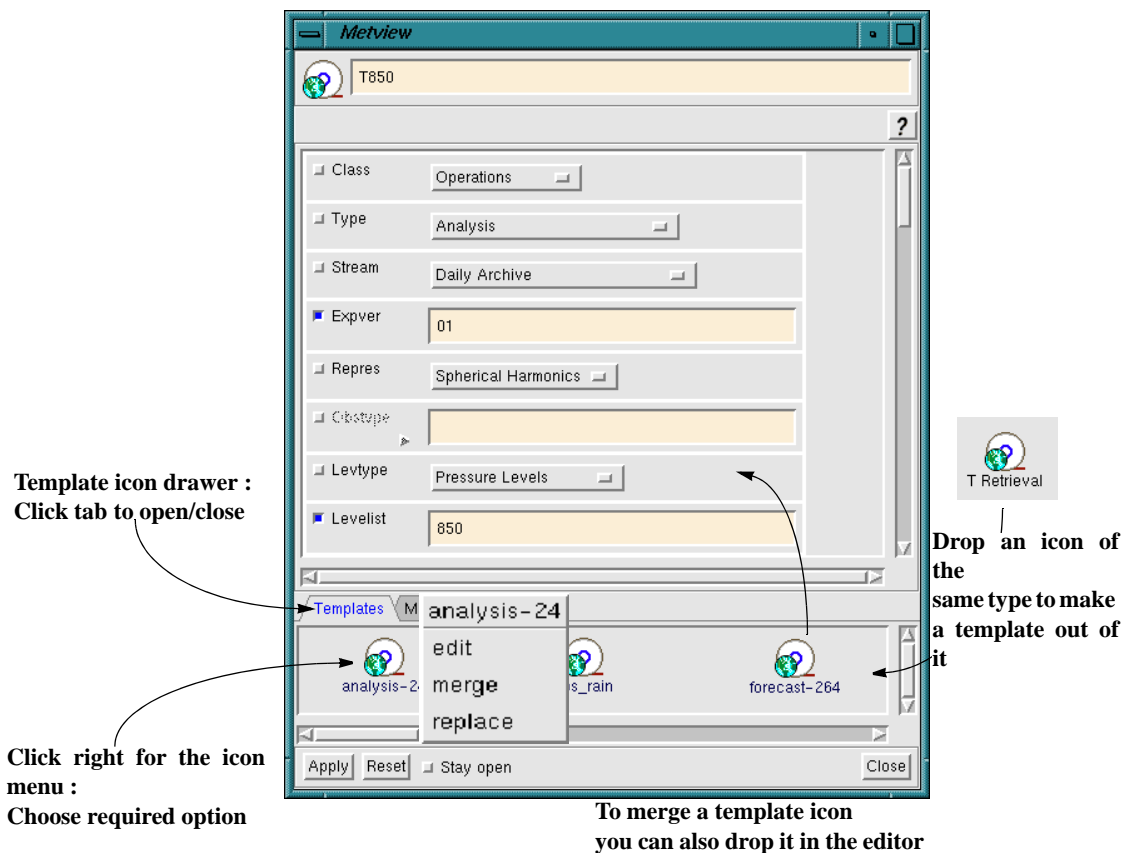 Metview
T850
?
Class
Operations
Type
Analysis
Stream
Daily Archive
Expver
01
Repres
Spherical Harmonics
Obstype
Levtype
Pressure Levels
Levelist
850
Templates
M
analysis-24
edit
merge
replace
analysis-2
s_rain
forecast-264
Apply
Reset
Stay open
Close
Template icon drawer :
Click tab to open/close
Click right for the icon
menu :
Choose required option
T Retrieval
Drop an icon of
the
same type to make
a template out of
it
To merge a template icon
you can also drop it in the editor